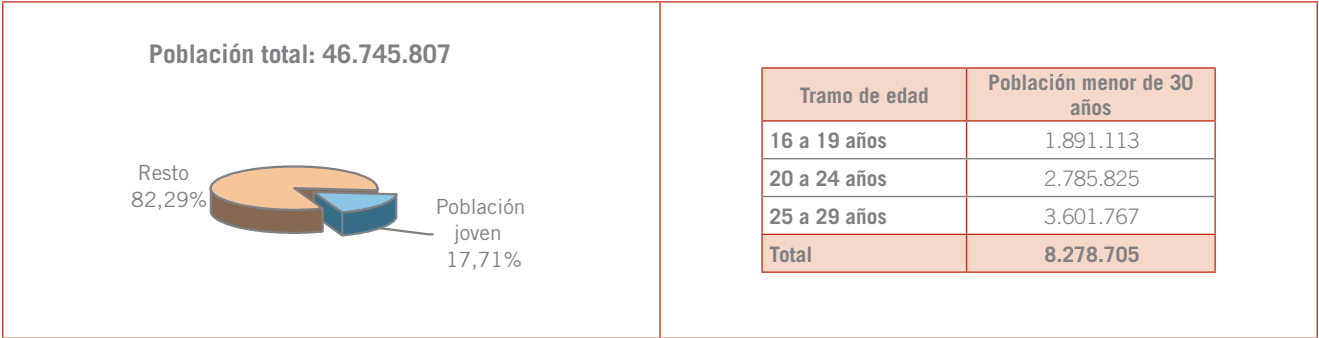 Población total: 46.745.807
Resto
82,29%
Población
joven
17,71%
Tramo de edad
Población menor de 30
años
16 a 19 años 1.891.113
20 a 24 años 2.785.825
25 a 29 años 3.601.767
Total 8.278.705